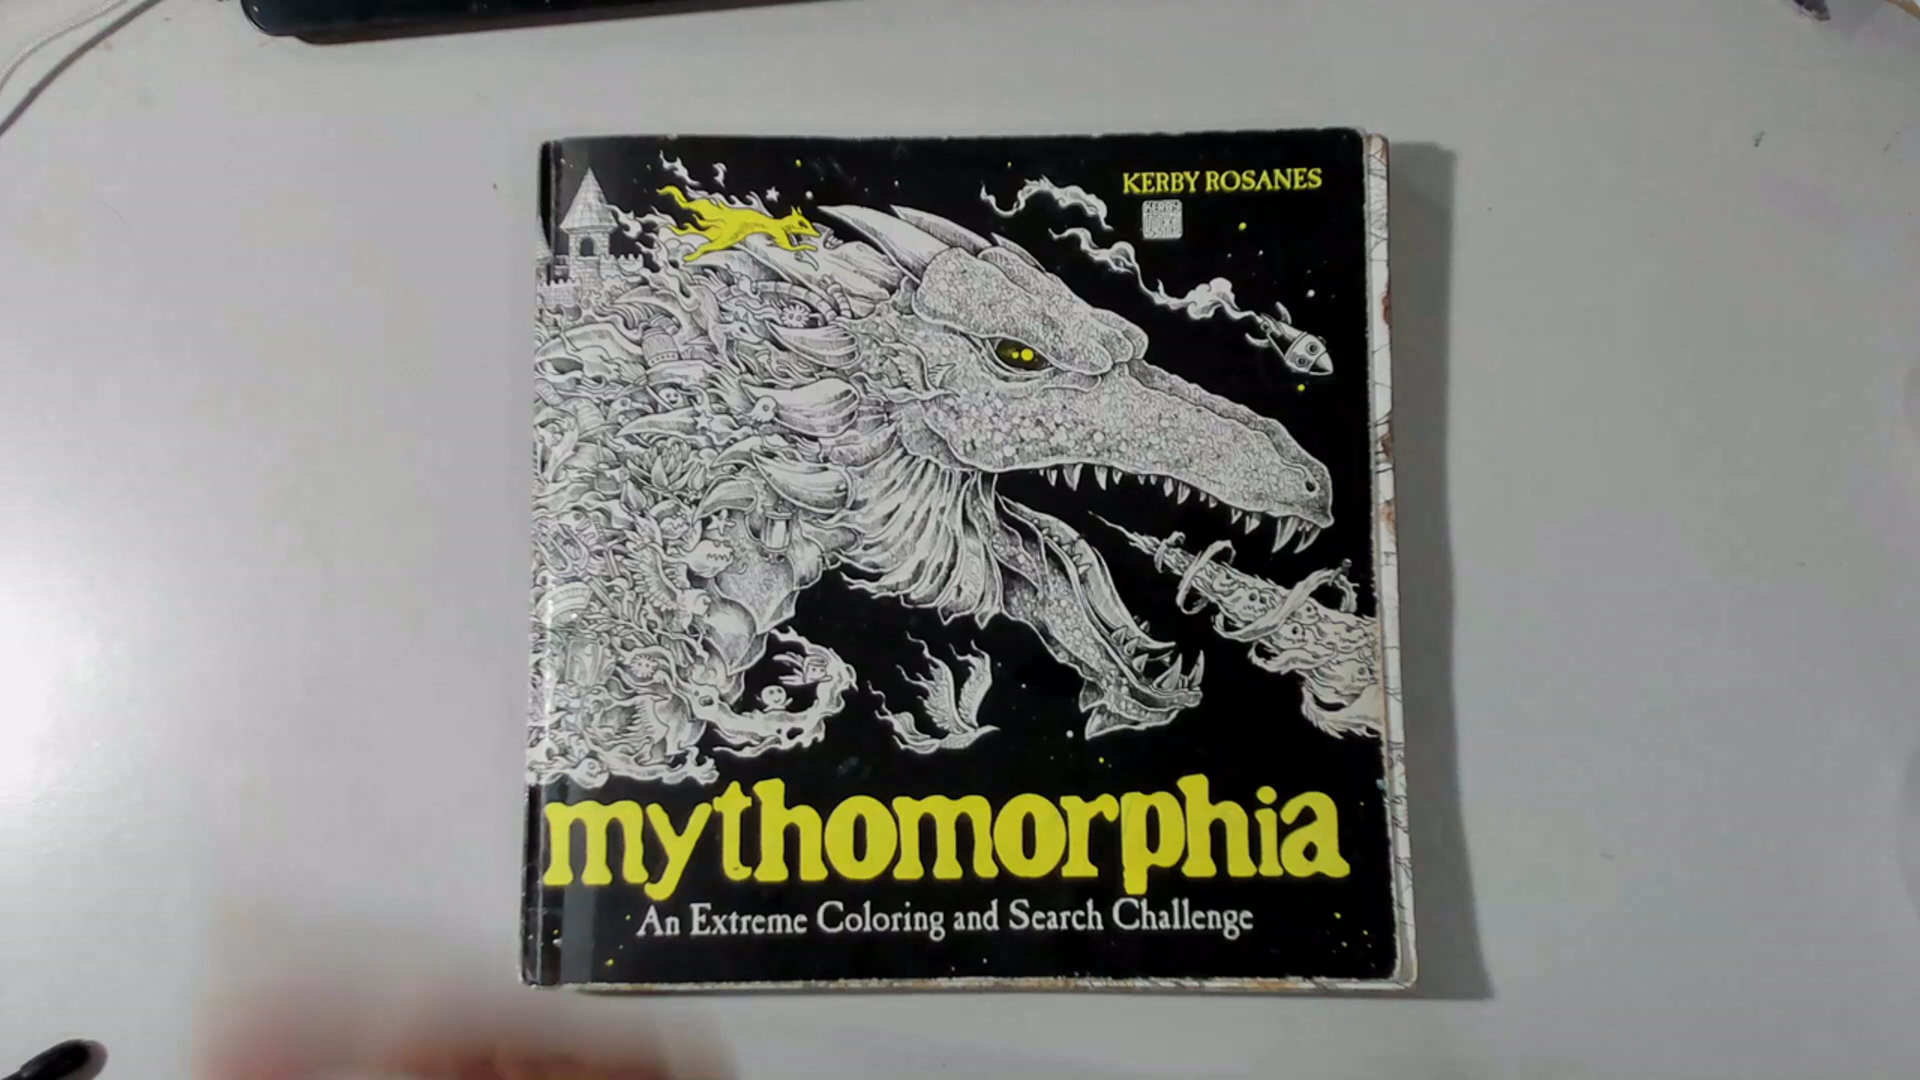 KERBY ROSANES
mythomorphia
An Extreme Coloring and Search Challenge